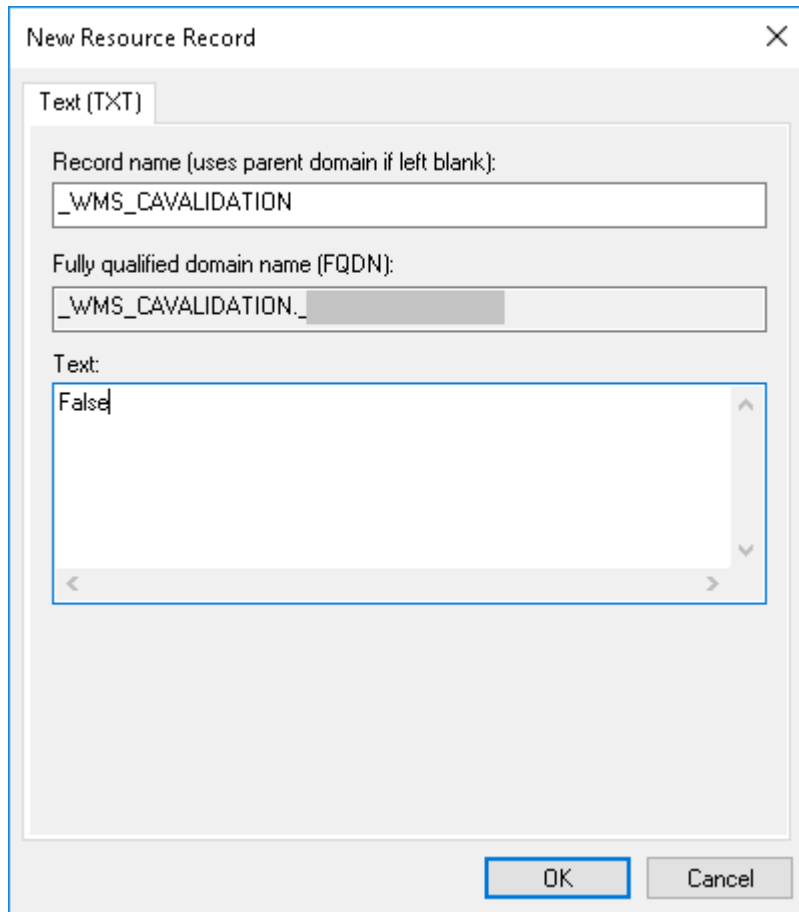 New Resource Record
Text (TXT)
Record name (uses parent domain if left blank):
_WMS_CAVALIDATION
Fully qualified domain name (FQDN):
_WMS_CAVALIDATION._
Text:
False
OK
Cancel